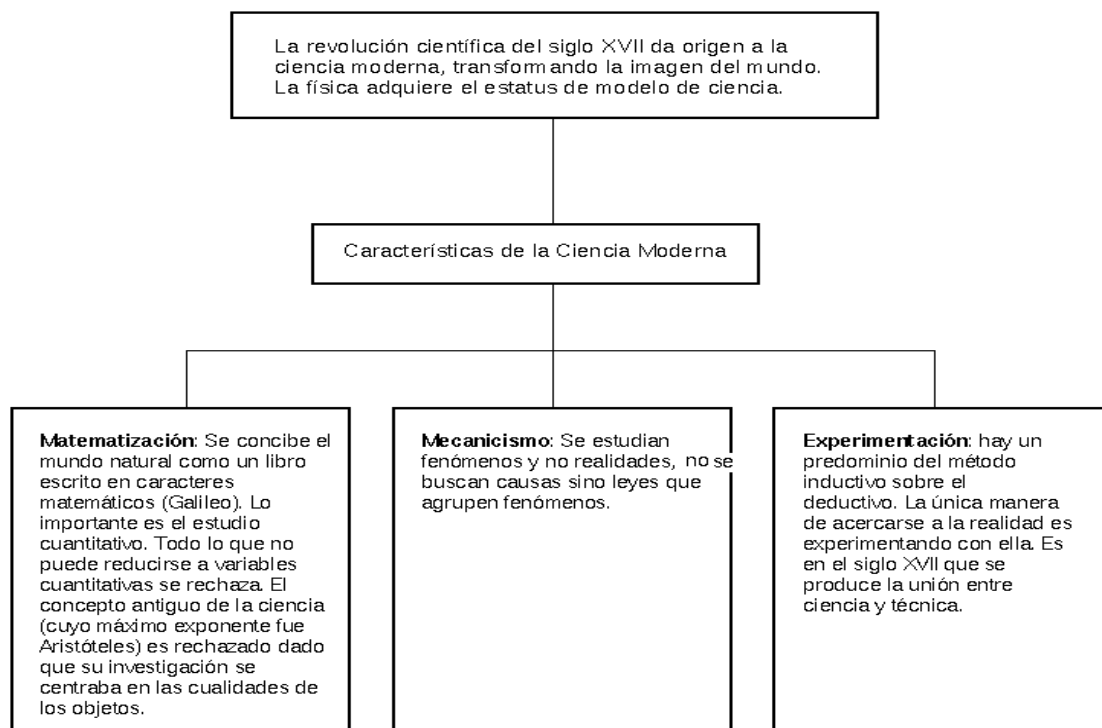 La revolución científica del siglo XVII da origen a la
ciencia moderna, transformando la imagen del mundo.
La física adquiere el estatus de modelo de ciencia.
Características de la Ciencia Moderna
Matematización: Se concibe el
mundo natural como un libro
escrito en caracteres
matemáticos (Galileo). Lo
importante es el estudio
cuantitativo. Todo lo que no
puede reducirse a variables
cuantitativas se rechaza. El
concepto antiguo de la ciencia
(cuyo máximo exponente fue
Aristóteles) es rechazado dado
que su investigación se
centraba en las cualidades de
los objetos.
Mecanicismo: Se estudian
fenómenos y no realidades, no se
buscan causas sino leyes que
agrupen fenómenos.
Experimentación: hay un
predominio del método
inductivo sobre el
deductivo. La única manera
de acercarse a la realidad es
experimentando con ella. Es
en el siglo XVII que se
produce la unión entre
ciencia y técnica.